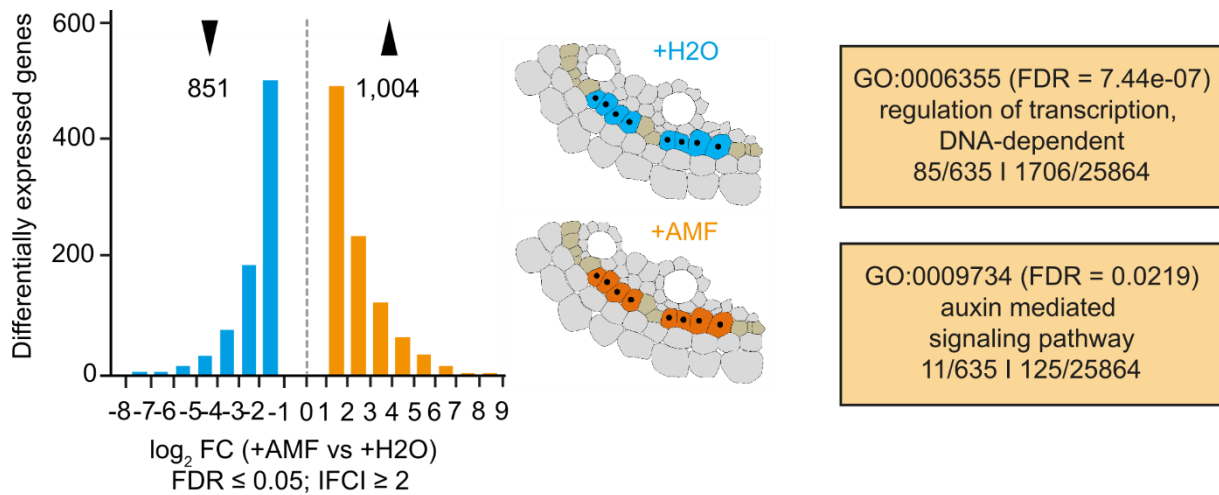 Differentially expressed genes
600
400
200
0
851
1,004
-8 -7 -6 -5 -4 -3 -2 -1 0 1 2 3 4 5 6 7 8 9
log2 FC (+AMF vs +H2O)
FDR ≤ 0.05; IFCI ≥ 2
+H2O
+AMF
GO:0006355 (FDR = 7.44e-07)
regulation of transcription,
DNA-dependent
85/635 I 1706/25864
GO:0009734 (FDR = 0.0219)
auxin mediated
signaling pathway
11/635 I 125/25864